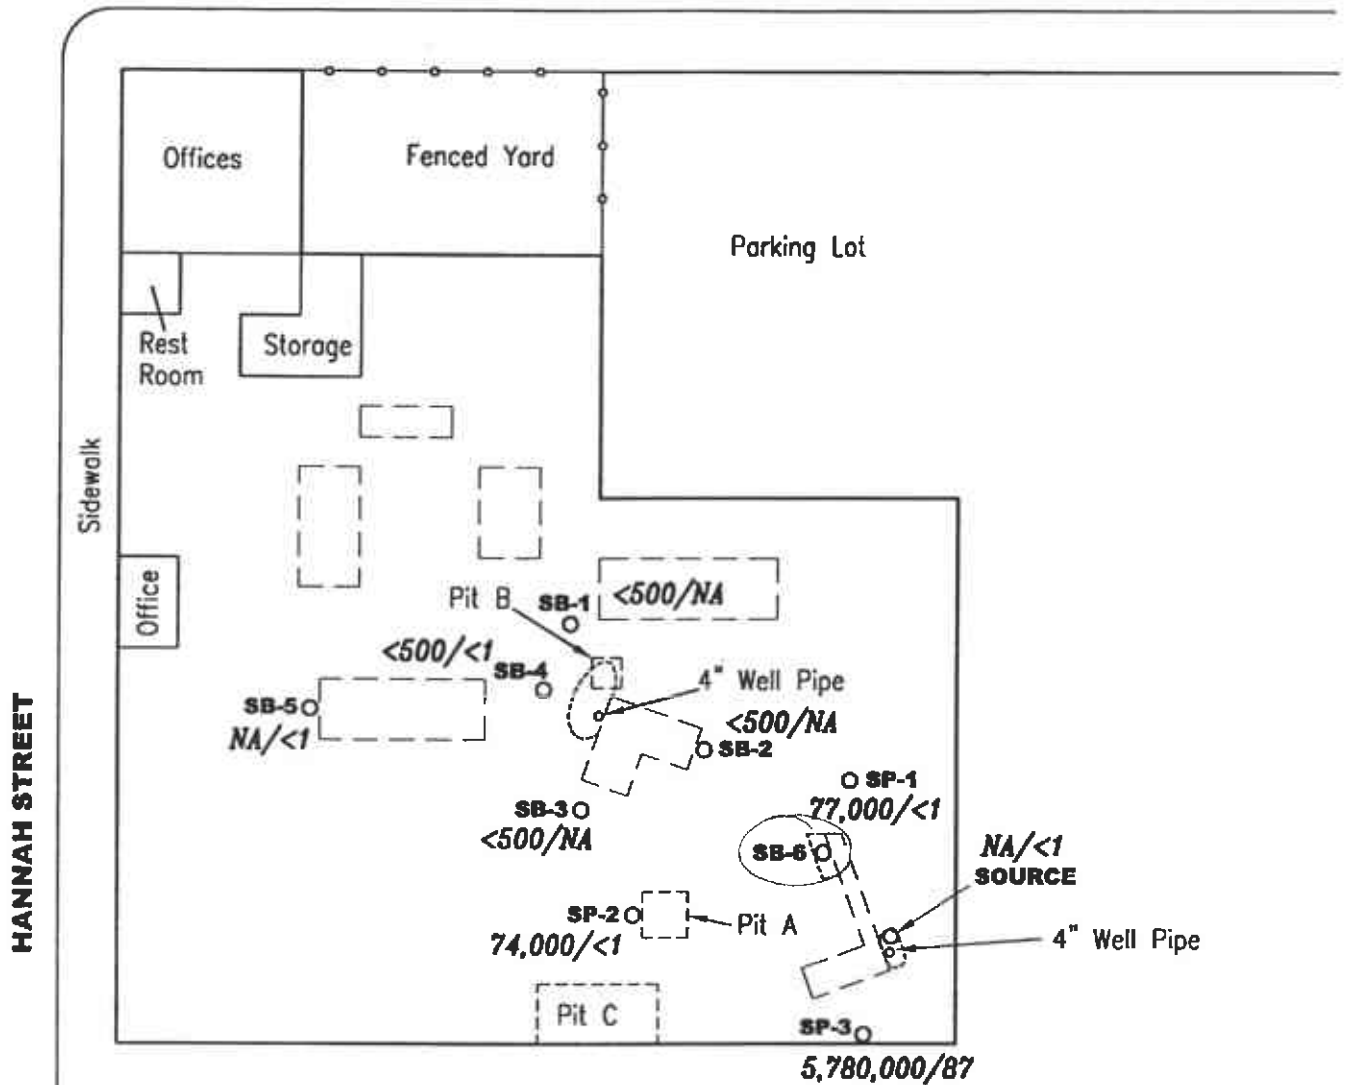 Offices
Fenced Yard
Parking Lot
Rest
Room
Storage
Sidewalk
Office
Pit B
SB-1
<500/NA
<500/<1
SB-4
4" Well Pipe
SB-5
NA/<1
<500/NA
SB-2
HANNAH STREET
SP-1
77,000/<1
SB-3
<500/NA
SB-6
NA/<1
SOURCE
SP-2
74,000/<1
Pit A
4" Well Pipe
Pit C
SP-3
5,780,000/87